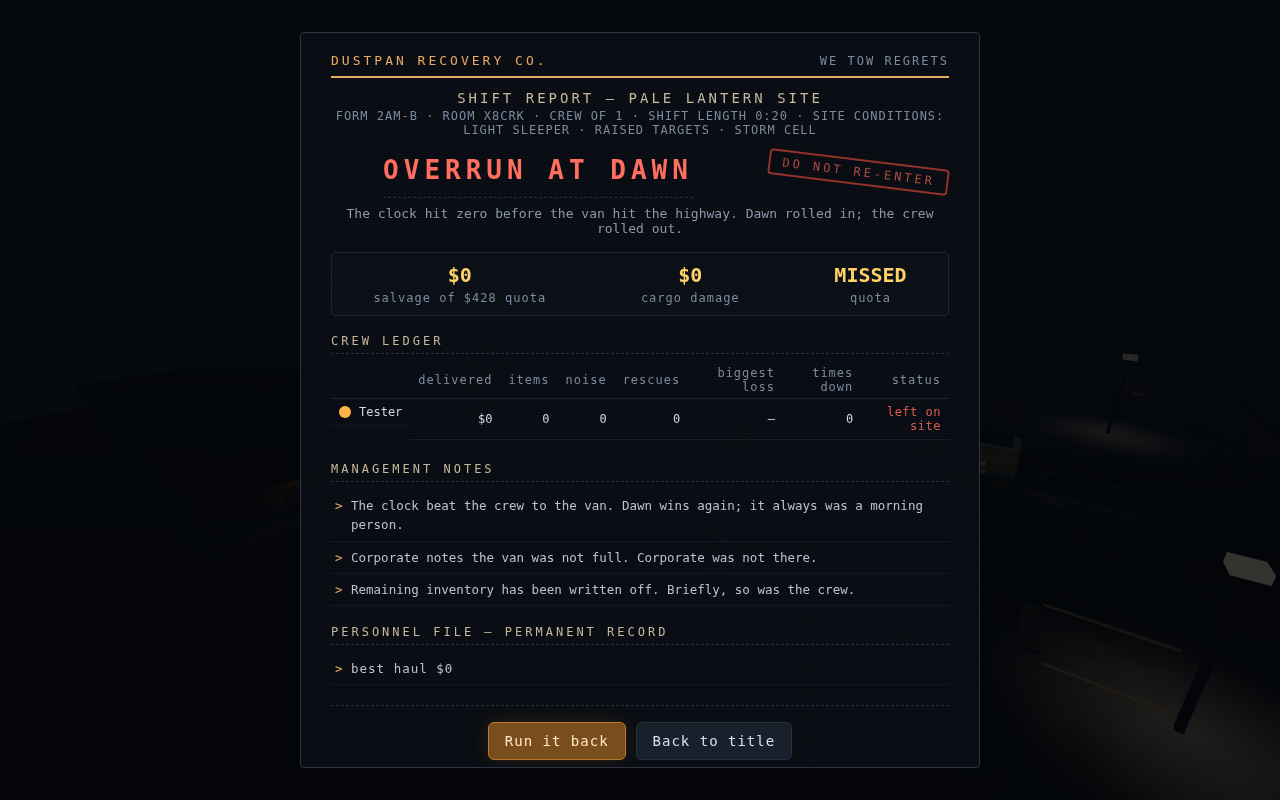 DUSTPAN RECOVERY CO. WE TOW REGRETS
SHIFT REPORT — PALE LANTERN SITE
FORM 2AM-B · ROOM X8CRK · CREW OF 1 · SHIFT LENGTH 0:20 · SITE CONDITIONS:
LIGHT SLEEPER · RAISED TARGETS · STORM CELL
OVERRUN AT DAWN
DO NOT RE-ENTER
The clock hit zero before the van hit the highway. Dawn rolled in; the crew
rolled out.
$0 $0 MISSED
salvage of $428 quota cargo damage quota
CREW LEDGER
delivered items noise rescues biggest loss times down status
Tester $0 0 0 0 — 0 left on site
MANAGEMENT NOTES
> The clock beat the crew to the van. Dawn wins again; it always was a morning
person.
> Corporate notes the van was not full. Corporate was not there.
> Remaining inventory has been written off. Briefly, so was the crew.
PERSONNEL FILE — PERMANENT RECORD
> best haul $0
Run it back Back to title